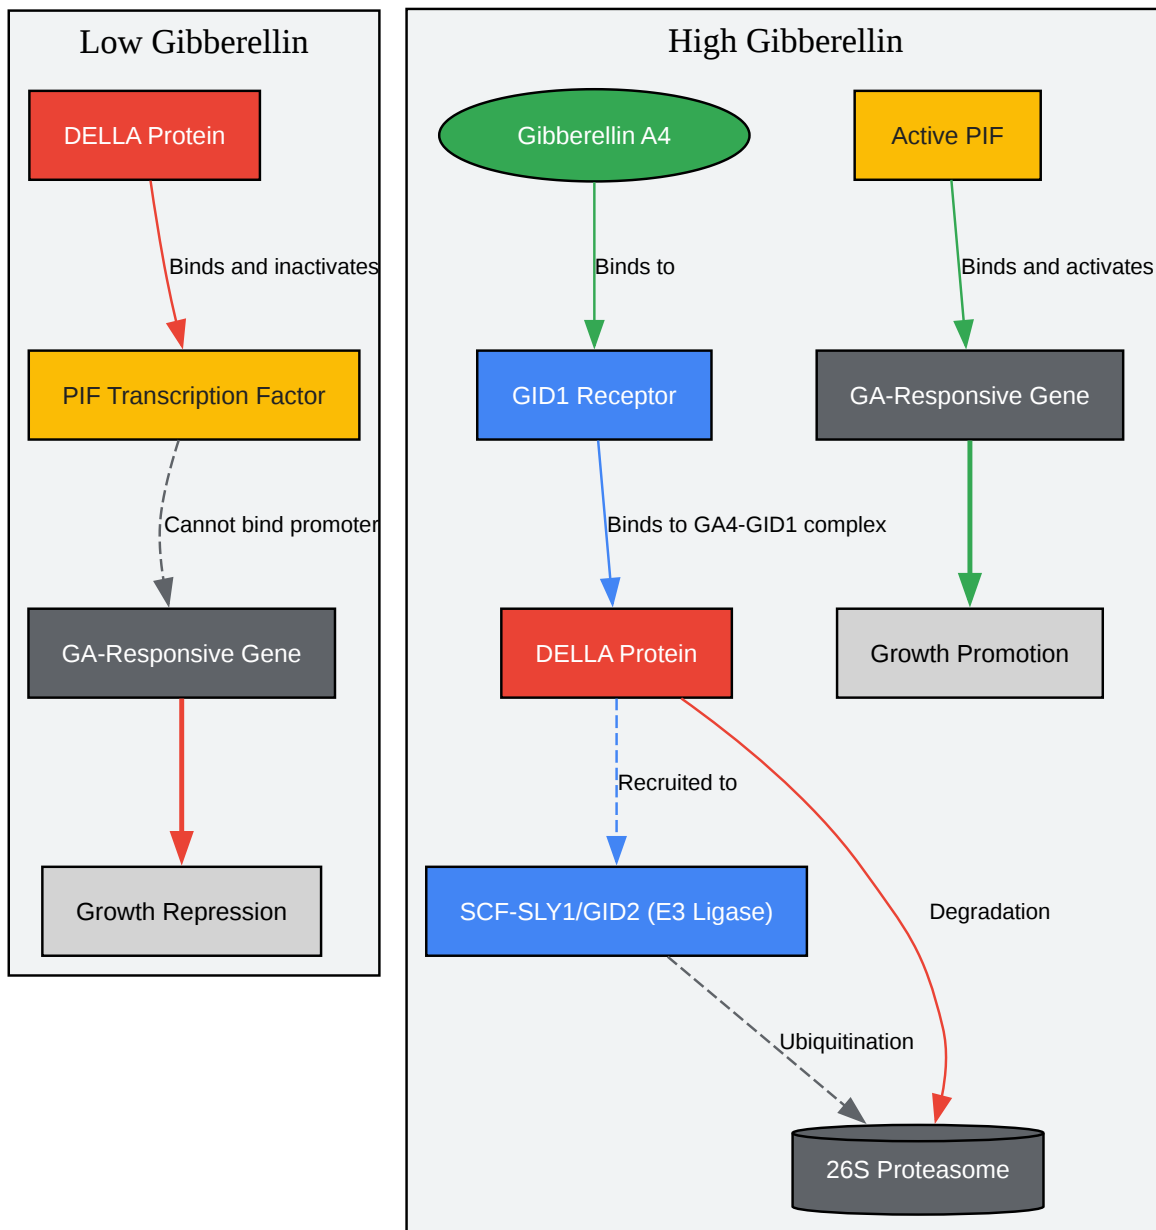 Low Gibberellin
DELLA Protein
Binds and inactivates
PIF Transcription Factor
Cannot bind promoter
GA-Responsive Gene
Growth Repression
High Gibberellin
Gibberellin A4
Active PIF
Binds to
Binds and activates
GID1 Receptor
GA-Responsive Gene
Binds to GA4-GID1 complex
DELLA Protein
Growth Promotion
Recruited to
SCF-SLY1/GID2 (E3 Ligase)
Degradation
Ubiquitination
26S Proteasome